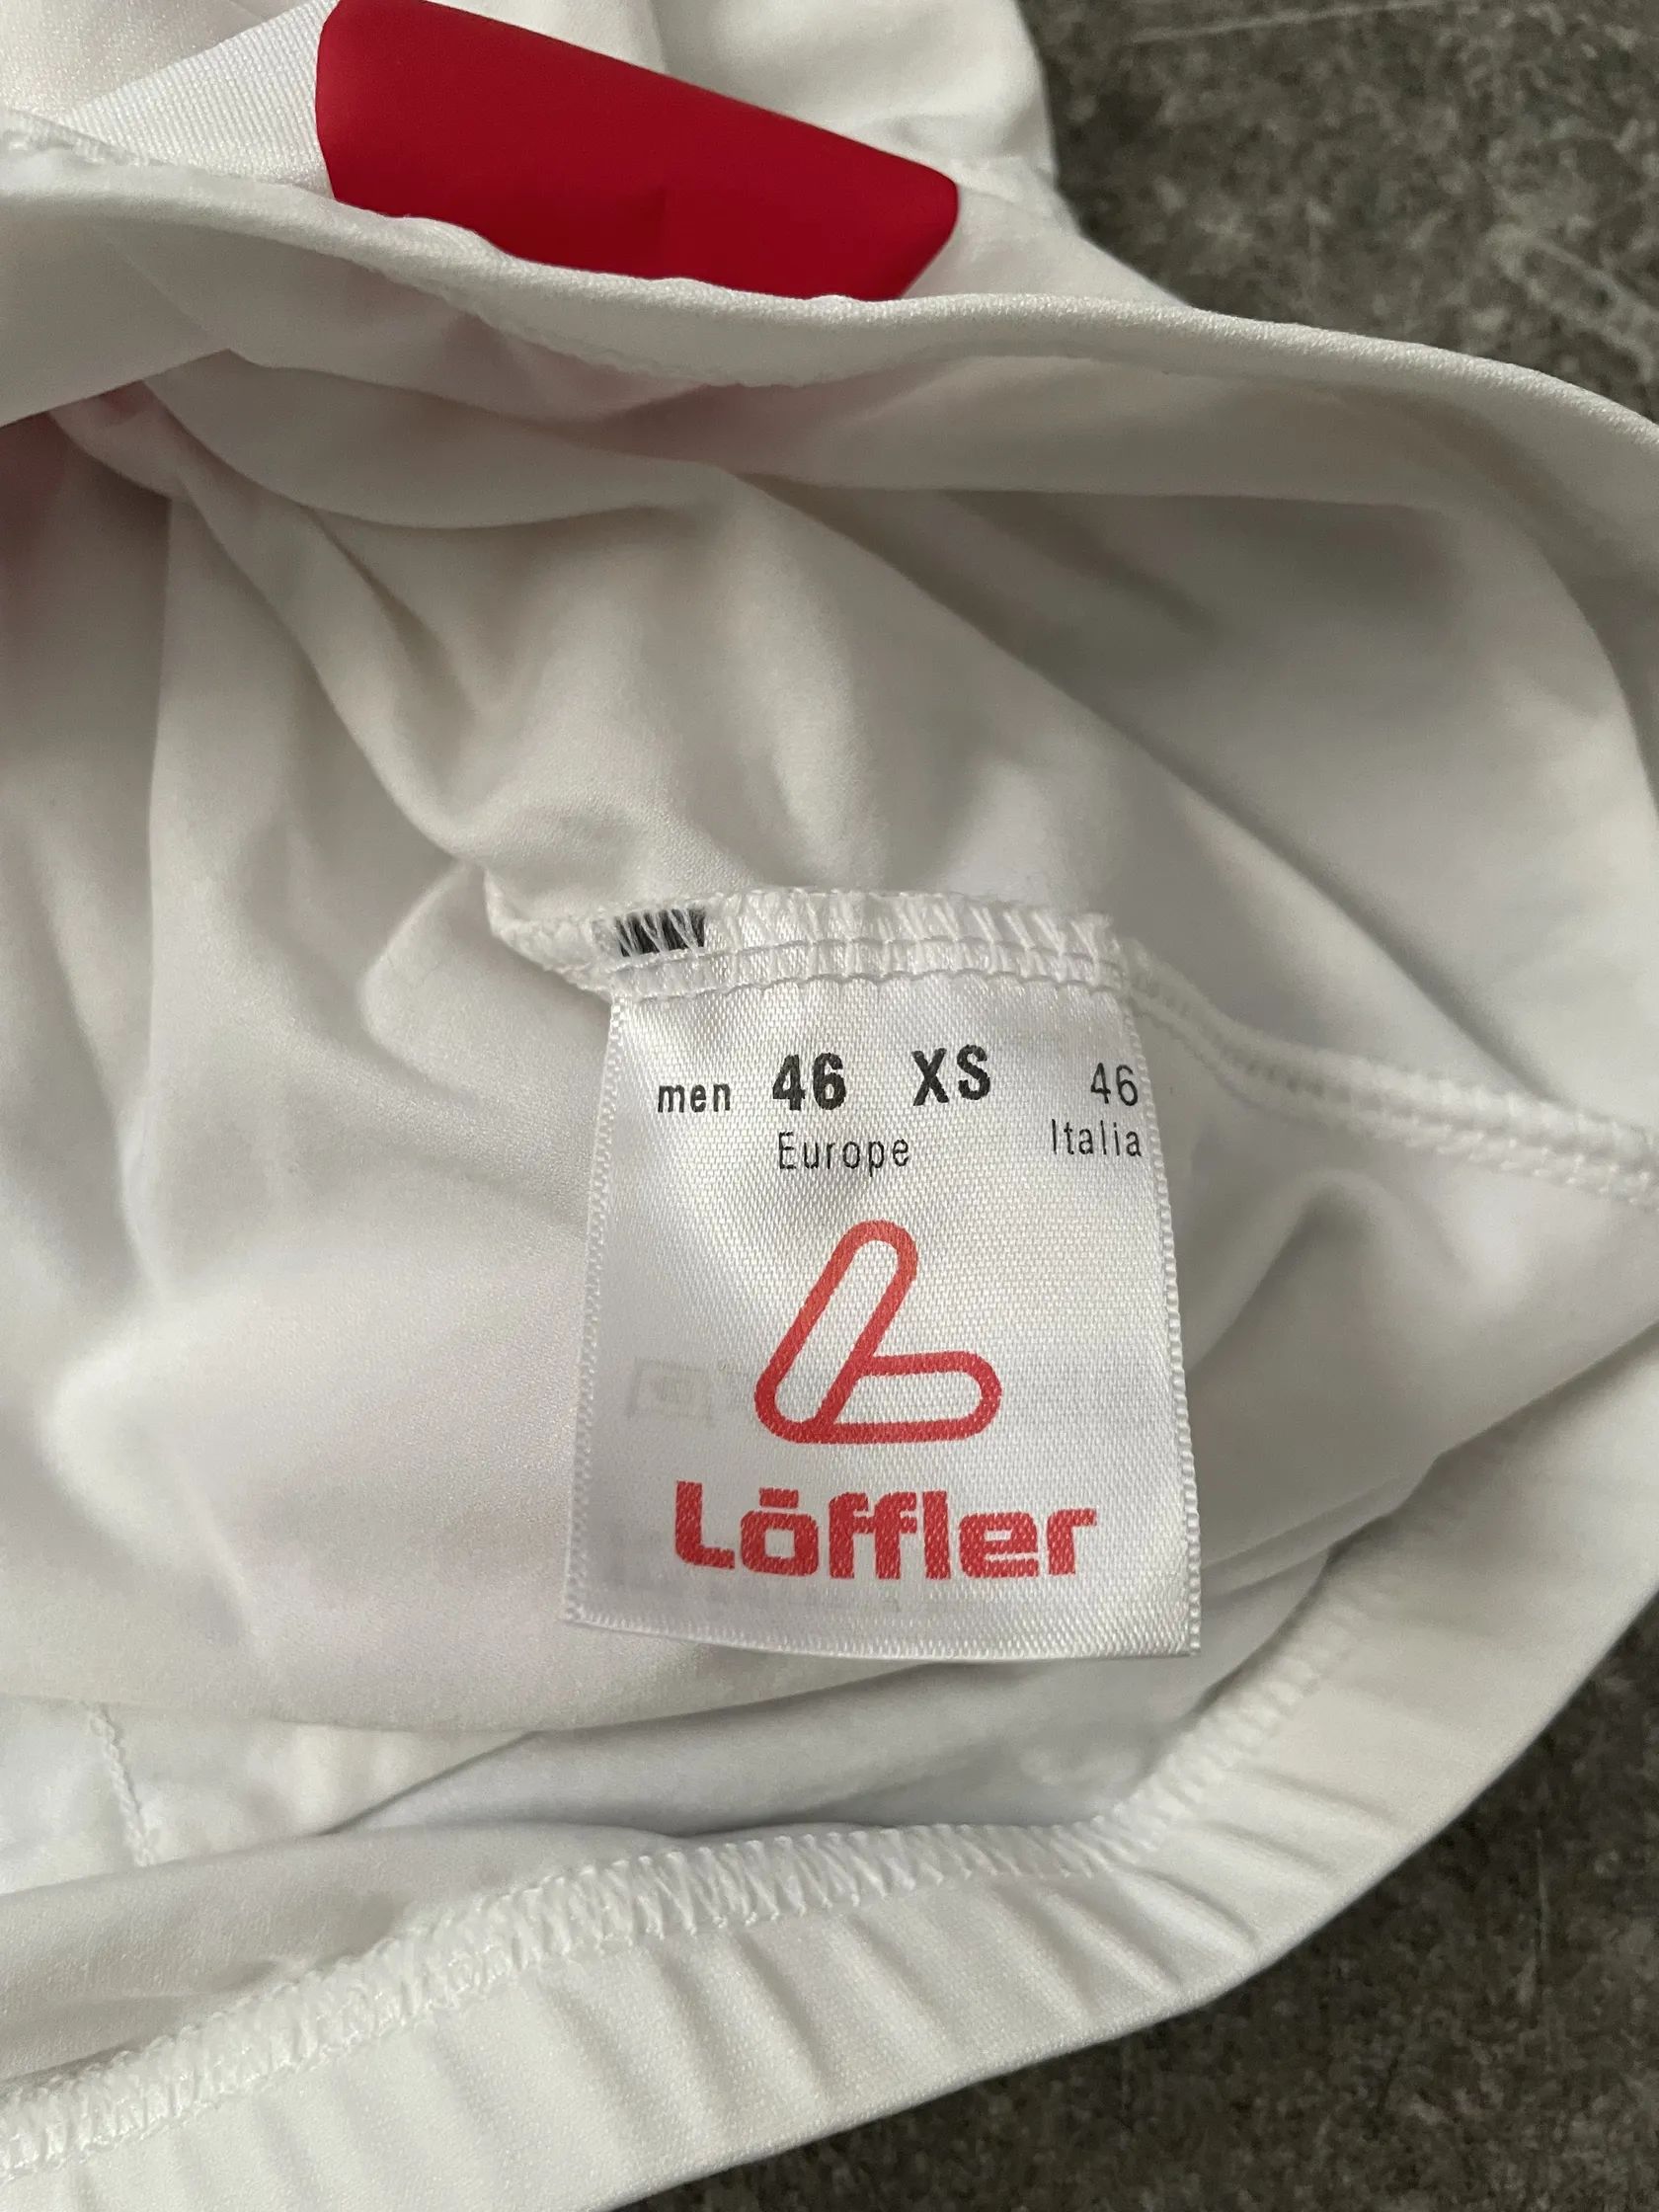 men 46 XS 46
Europe Italia
Löffler